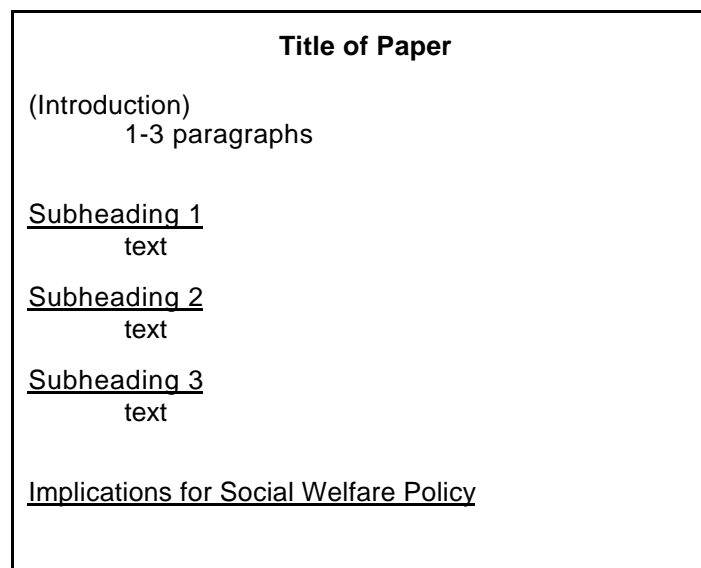 Title of Paper
(Introduction)
1-3 paragraphs
Subheading 1
text
Subheading 2
text
Subheading 3
text
Implications for Social Welfare Policy